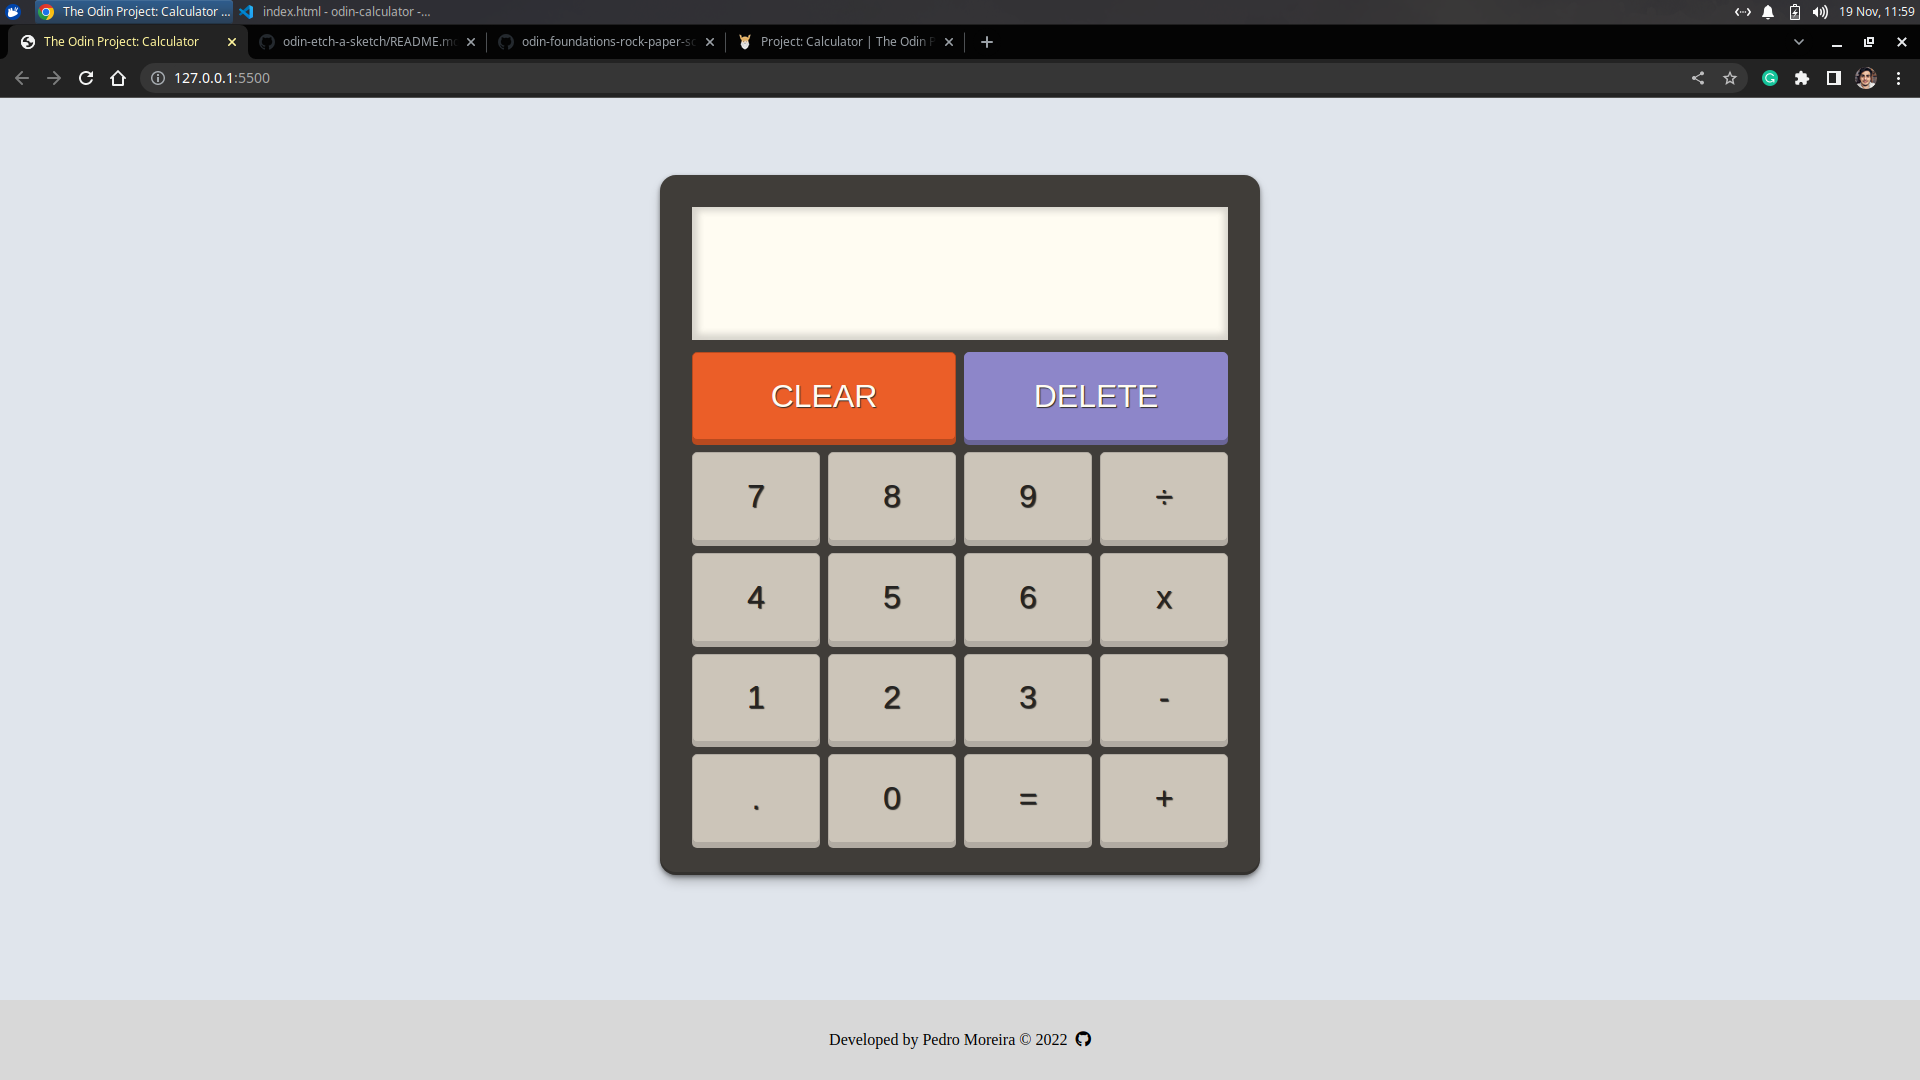 The Odin Project: Calculator ... index.html - odin-calculator -... 19 Nov, 11:59
The Odin Project: Calculator odin-etch-a-sketch/README.m odin-foundations-rock-paper-sc Project: Calculator | The Odin P
127.0.0.1:5500
CLEAR DELETE
7 8 9 ÷
4 5 6 x
1 2 3 -
. 0 = +
Developed by Pedro Moreira © 2022